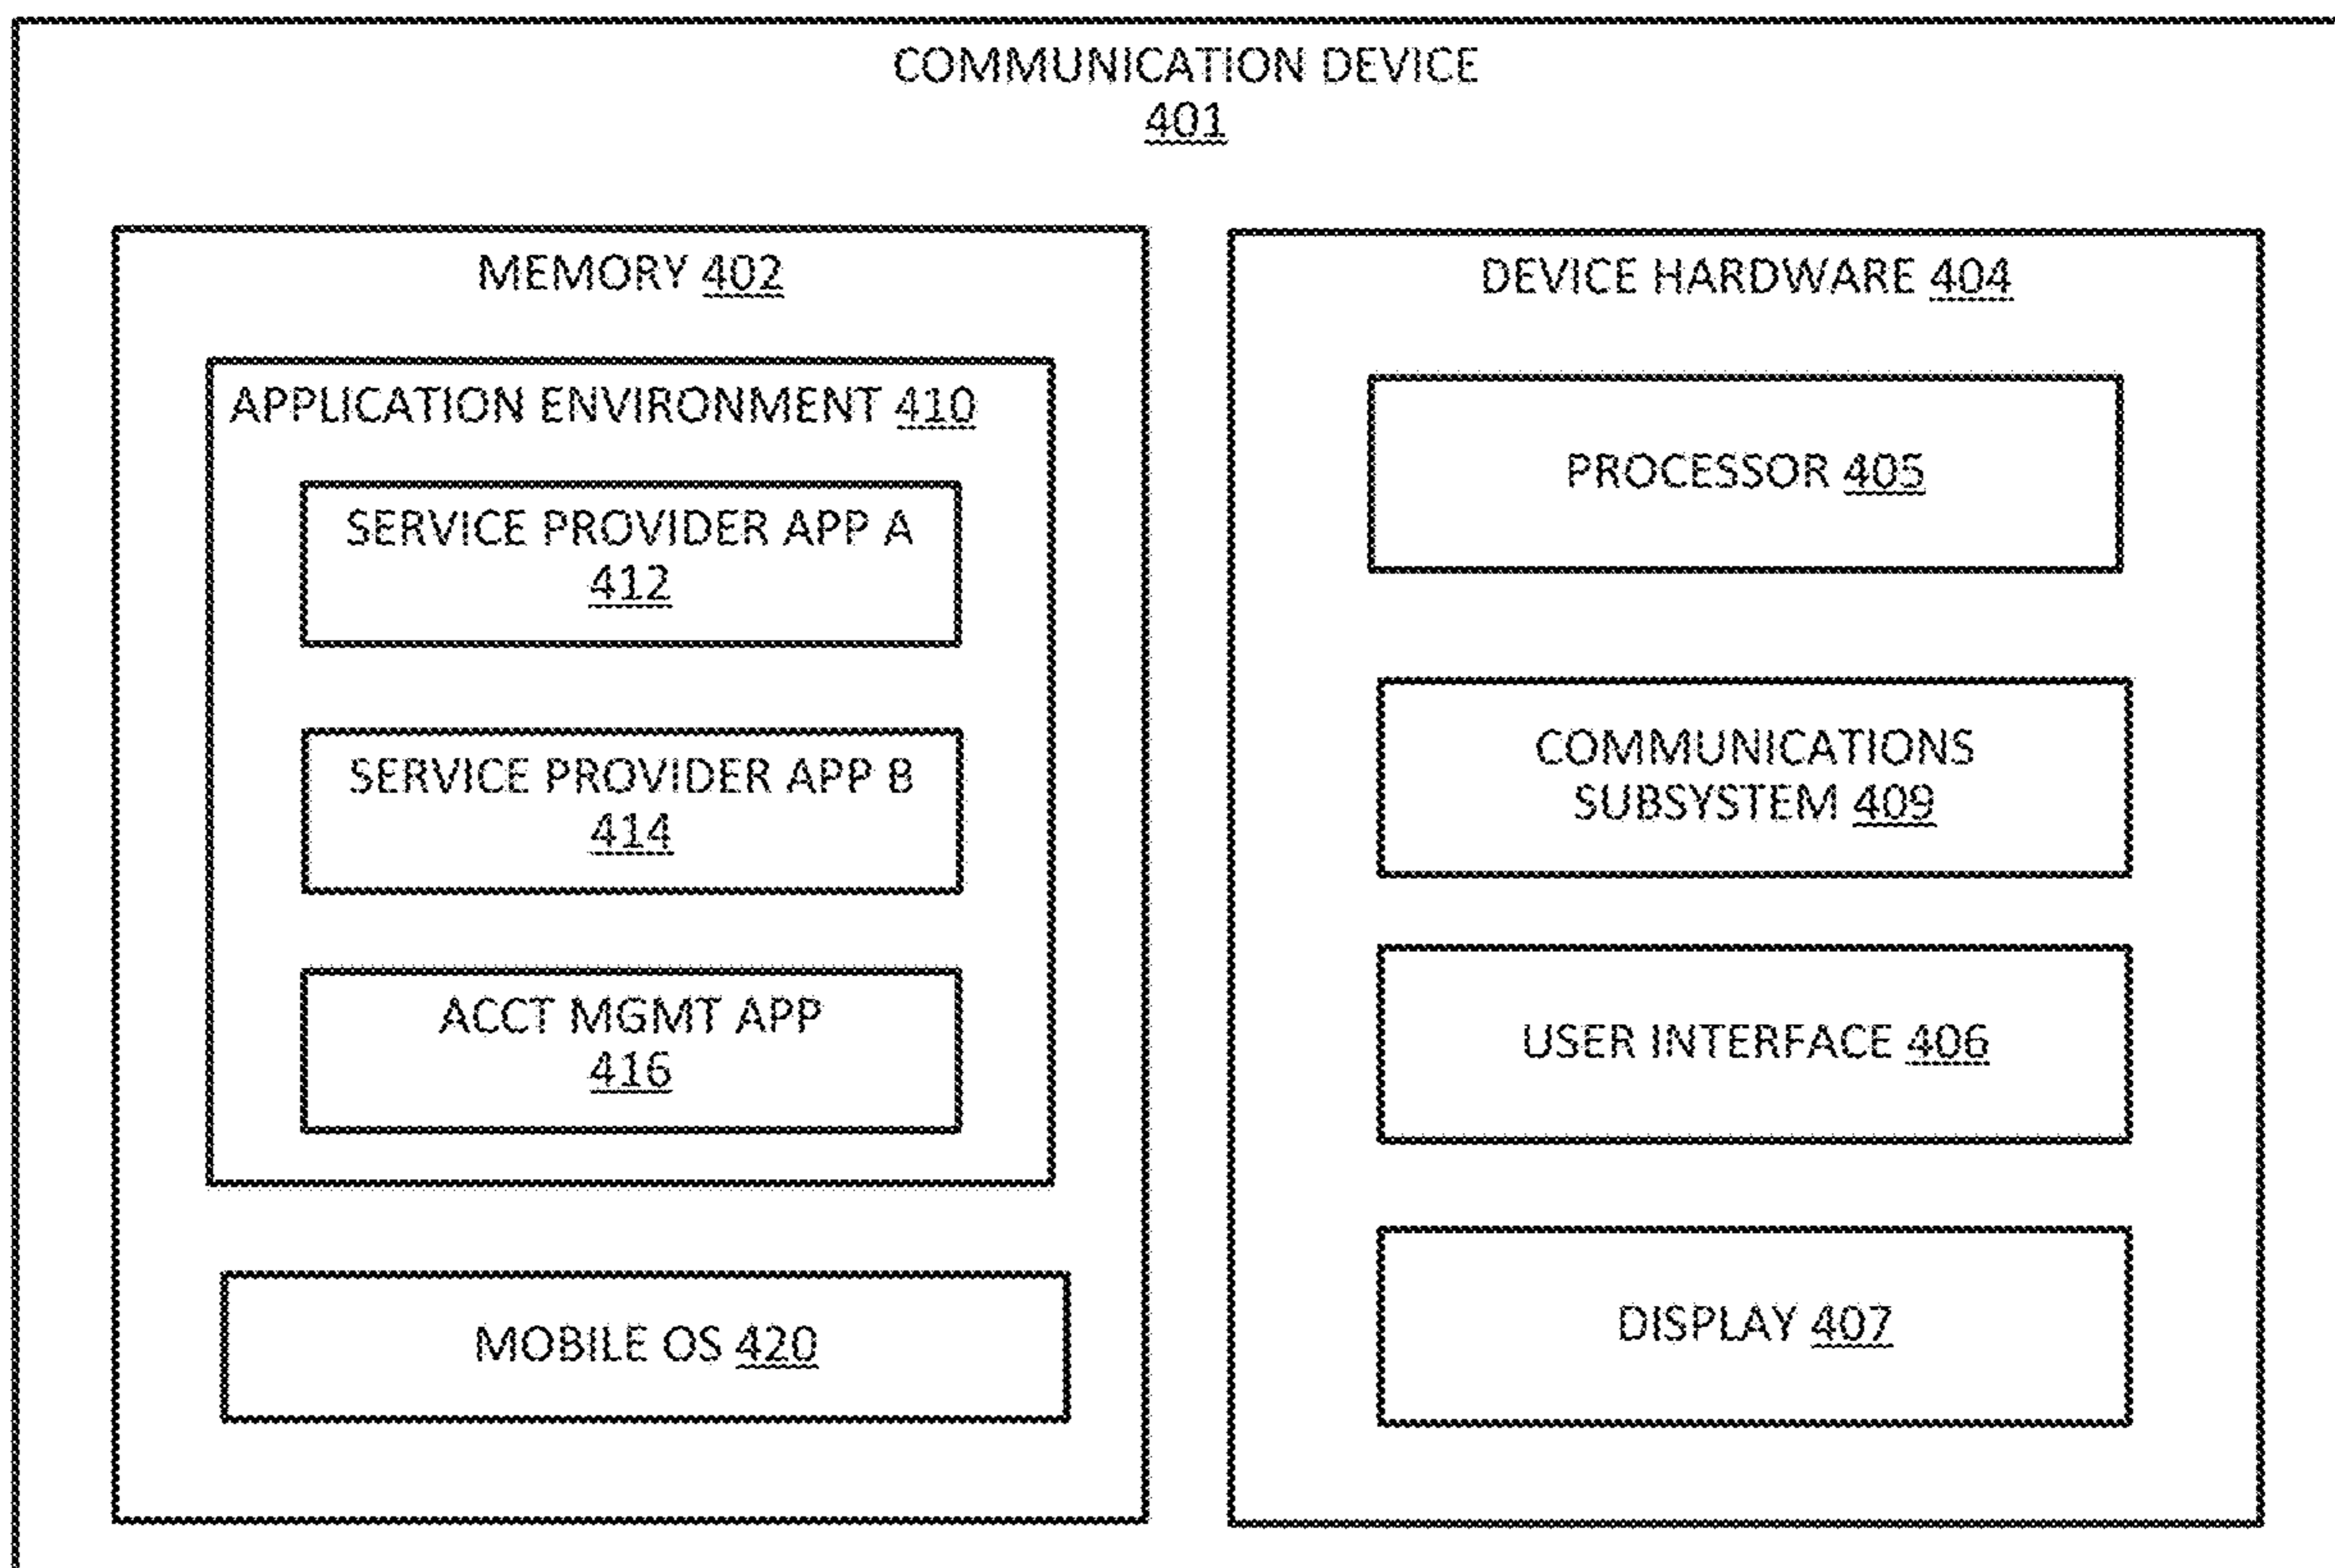 COMMUNICATION DEVICE
401
MEMORY 402
APPLICATION ENVIRONMENT 410
SERVICE PROVIDER APP A
412
SERVICE PROVIDER APP B
414
ACCT MGMT APP
416
MOBILE OS 420
DEVICE HARDWARE 404
PROCESSOR 405
COMMUNICATIONS
SUBSYSTEM 409
USER INTERFACE 406
DISPLAY 407